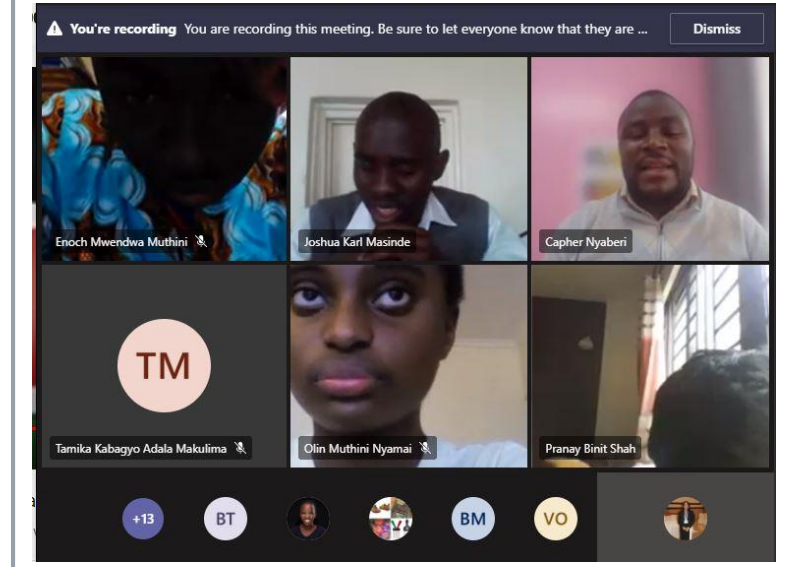 You're recording You are recording this meeting. Be sure to let everyone know that they are ... Dismiss
Enoch Mwendwa Muthini
Joshua Karl Masinde
Capher Nyaberi
TM
Tamika Kabagyo Adala Makulima
Olin Muthini Nyamai
Pranay Binit Shah
+13
BT
BM
VO